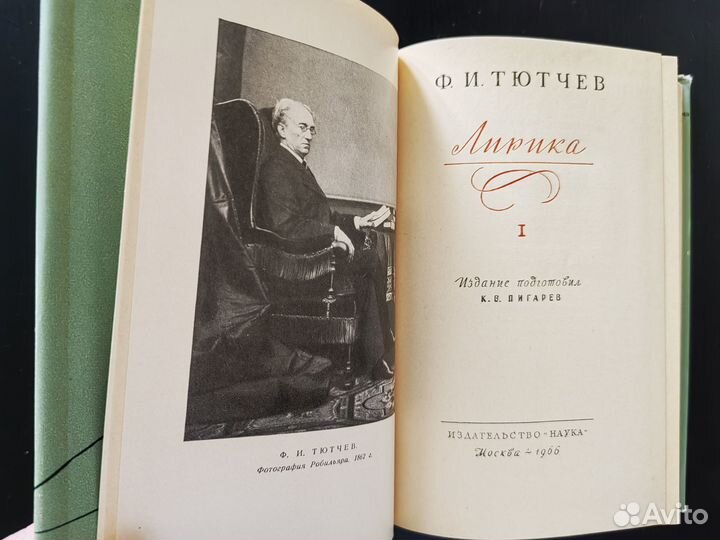 Ф. И. ТЮТЧЕВ.
Фотография Робильяра. 1862 г.
Ф. И. ТЮТЧЕВ
Лирика
I
Издание подготовил
К. В. ПИГАРЕВ
ИЗДАТЕЛЬСТВО «НАУКА»
Москва – 1966
Avito